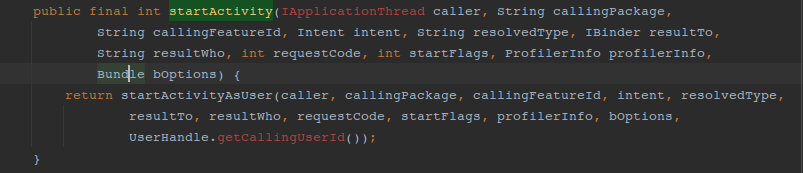 public final int startActivity(IApplicationThread caller, String callingPackage,
String callingFeatureId, Intent intent, String resolvedType, IBinder resultTo,
String resultWho, int requestCode, int startFlags, ProfilerInfo profilerInfo,
Bundle bOptions) {
return startActivityAsUser(caller, callingPackage, callingFeatureId, intent, resolvedType,
resultTo, resultWho, requestCode, startFlags, profilerInfo, bOptions,
UserHandle.getCallingUserId());
}